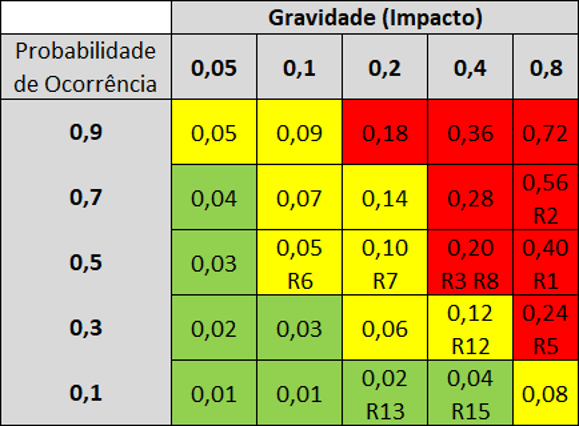 Gravidade (Impacto)
Probabilidade
de Ocorrência
0,05 0,1 0,2 0,4 0,8
0,9 0,05 0,09 0,18 0,36 0,72
0,7 0,04 0,07 0,14 0,28 0,56
R2
0,5 0,03 0,05 0,10 0,20 0,40
R6 R7 R3 R8 R1
0,3 0,02 0,03 0,06 0,12 0,24
R12 R5
0,1 0,01 0,01 0,02 0,04 0,08
R13 R15